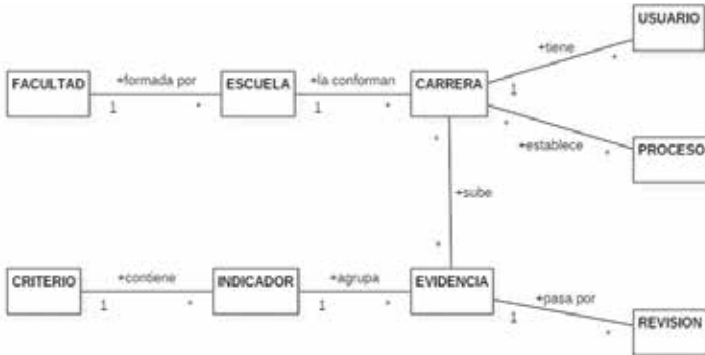 USUARIO
+tiene
*
FACULTAD
+formada por
ESCUELA
+la conforman
CARRERA
1
*
1
*
1
*
+establece
*
PROCESO
*
+sube
*
CRITERIO
+contiene
INDICADOR
+agrupa
EVIDENCIA
+pasa por
1
*
1
*
1
*
REVISION